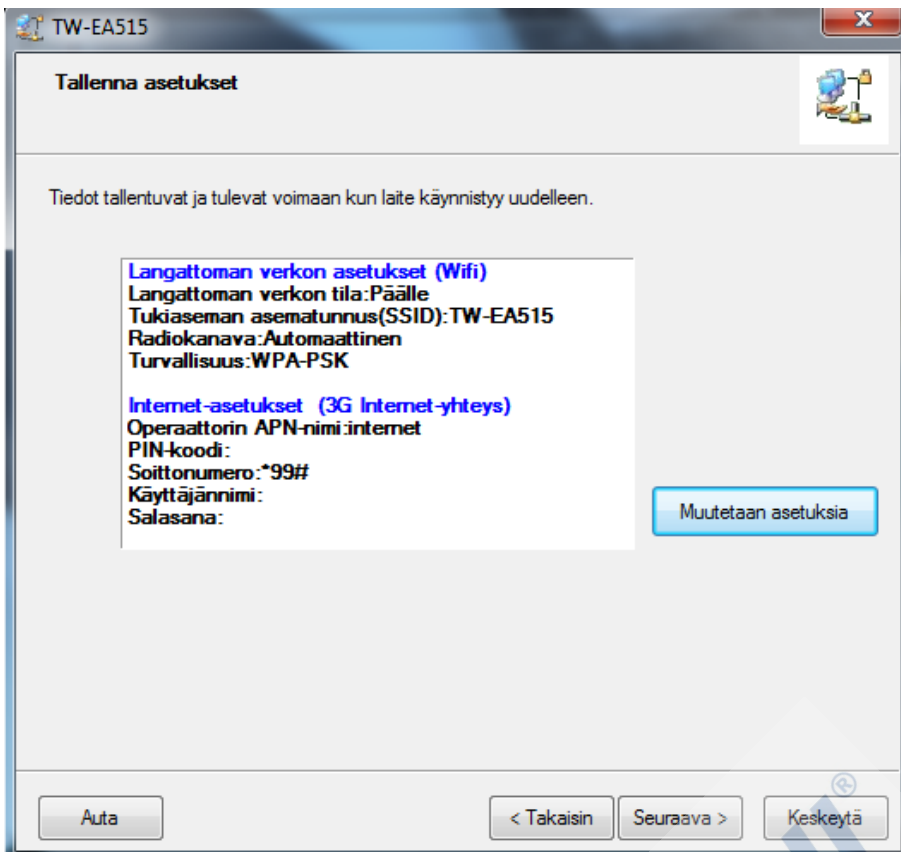 TW-EA515
Tallenna asetukset
Tiedot tallentuvat ja tulevat voimaan kun laite käynnistyy uudelleen.
Langattoman verkon asetukset (Wifi)
Langattoman verkon tila:Päälle
Tukiaseman asematunnus(SSID):TW-EA515
Radiokanava:Automaattinen
Turvallisuus:WPA-PSK
Internet-asetukset (3G Internet-yhteys)
Operaattorin APN-nimi:internet
PIN-koodi:
Soittonumero:*99#
Käyttäjännimi:
Salasana:
Muutetaan asetuksia
Auta
< Takaisin
Seuraava >
Keskeytä
®